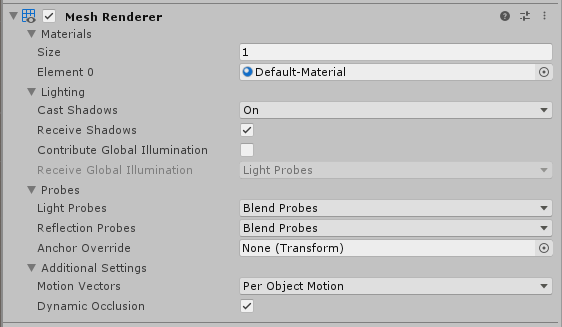 Mesh Renderer
Materials
Size 1
Element 0 Default-Material
Lighting
Cast Shadows On
Receive Shadows
Contribute Global Illumination
Receive Global Illumination Light Probes
Probes
Light Probes Blend Probes
Reflection Probes Blend Probes
Anchor Override None (Transform)
Additional Settings
Motion Vectors Per Object Motion
Dynamic Occlusion